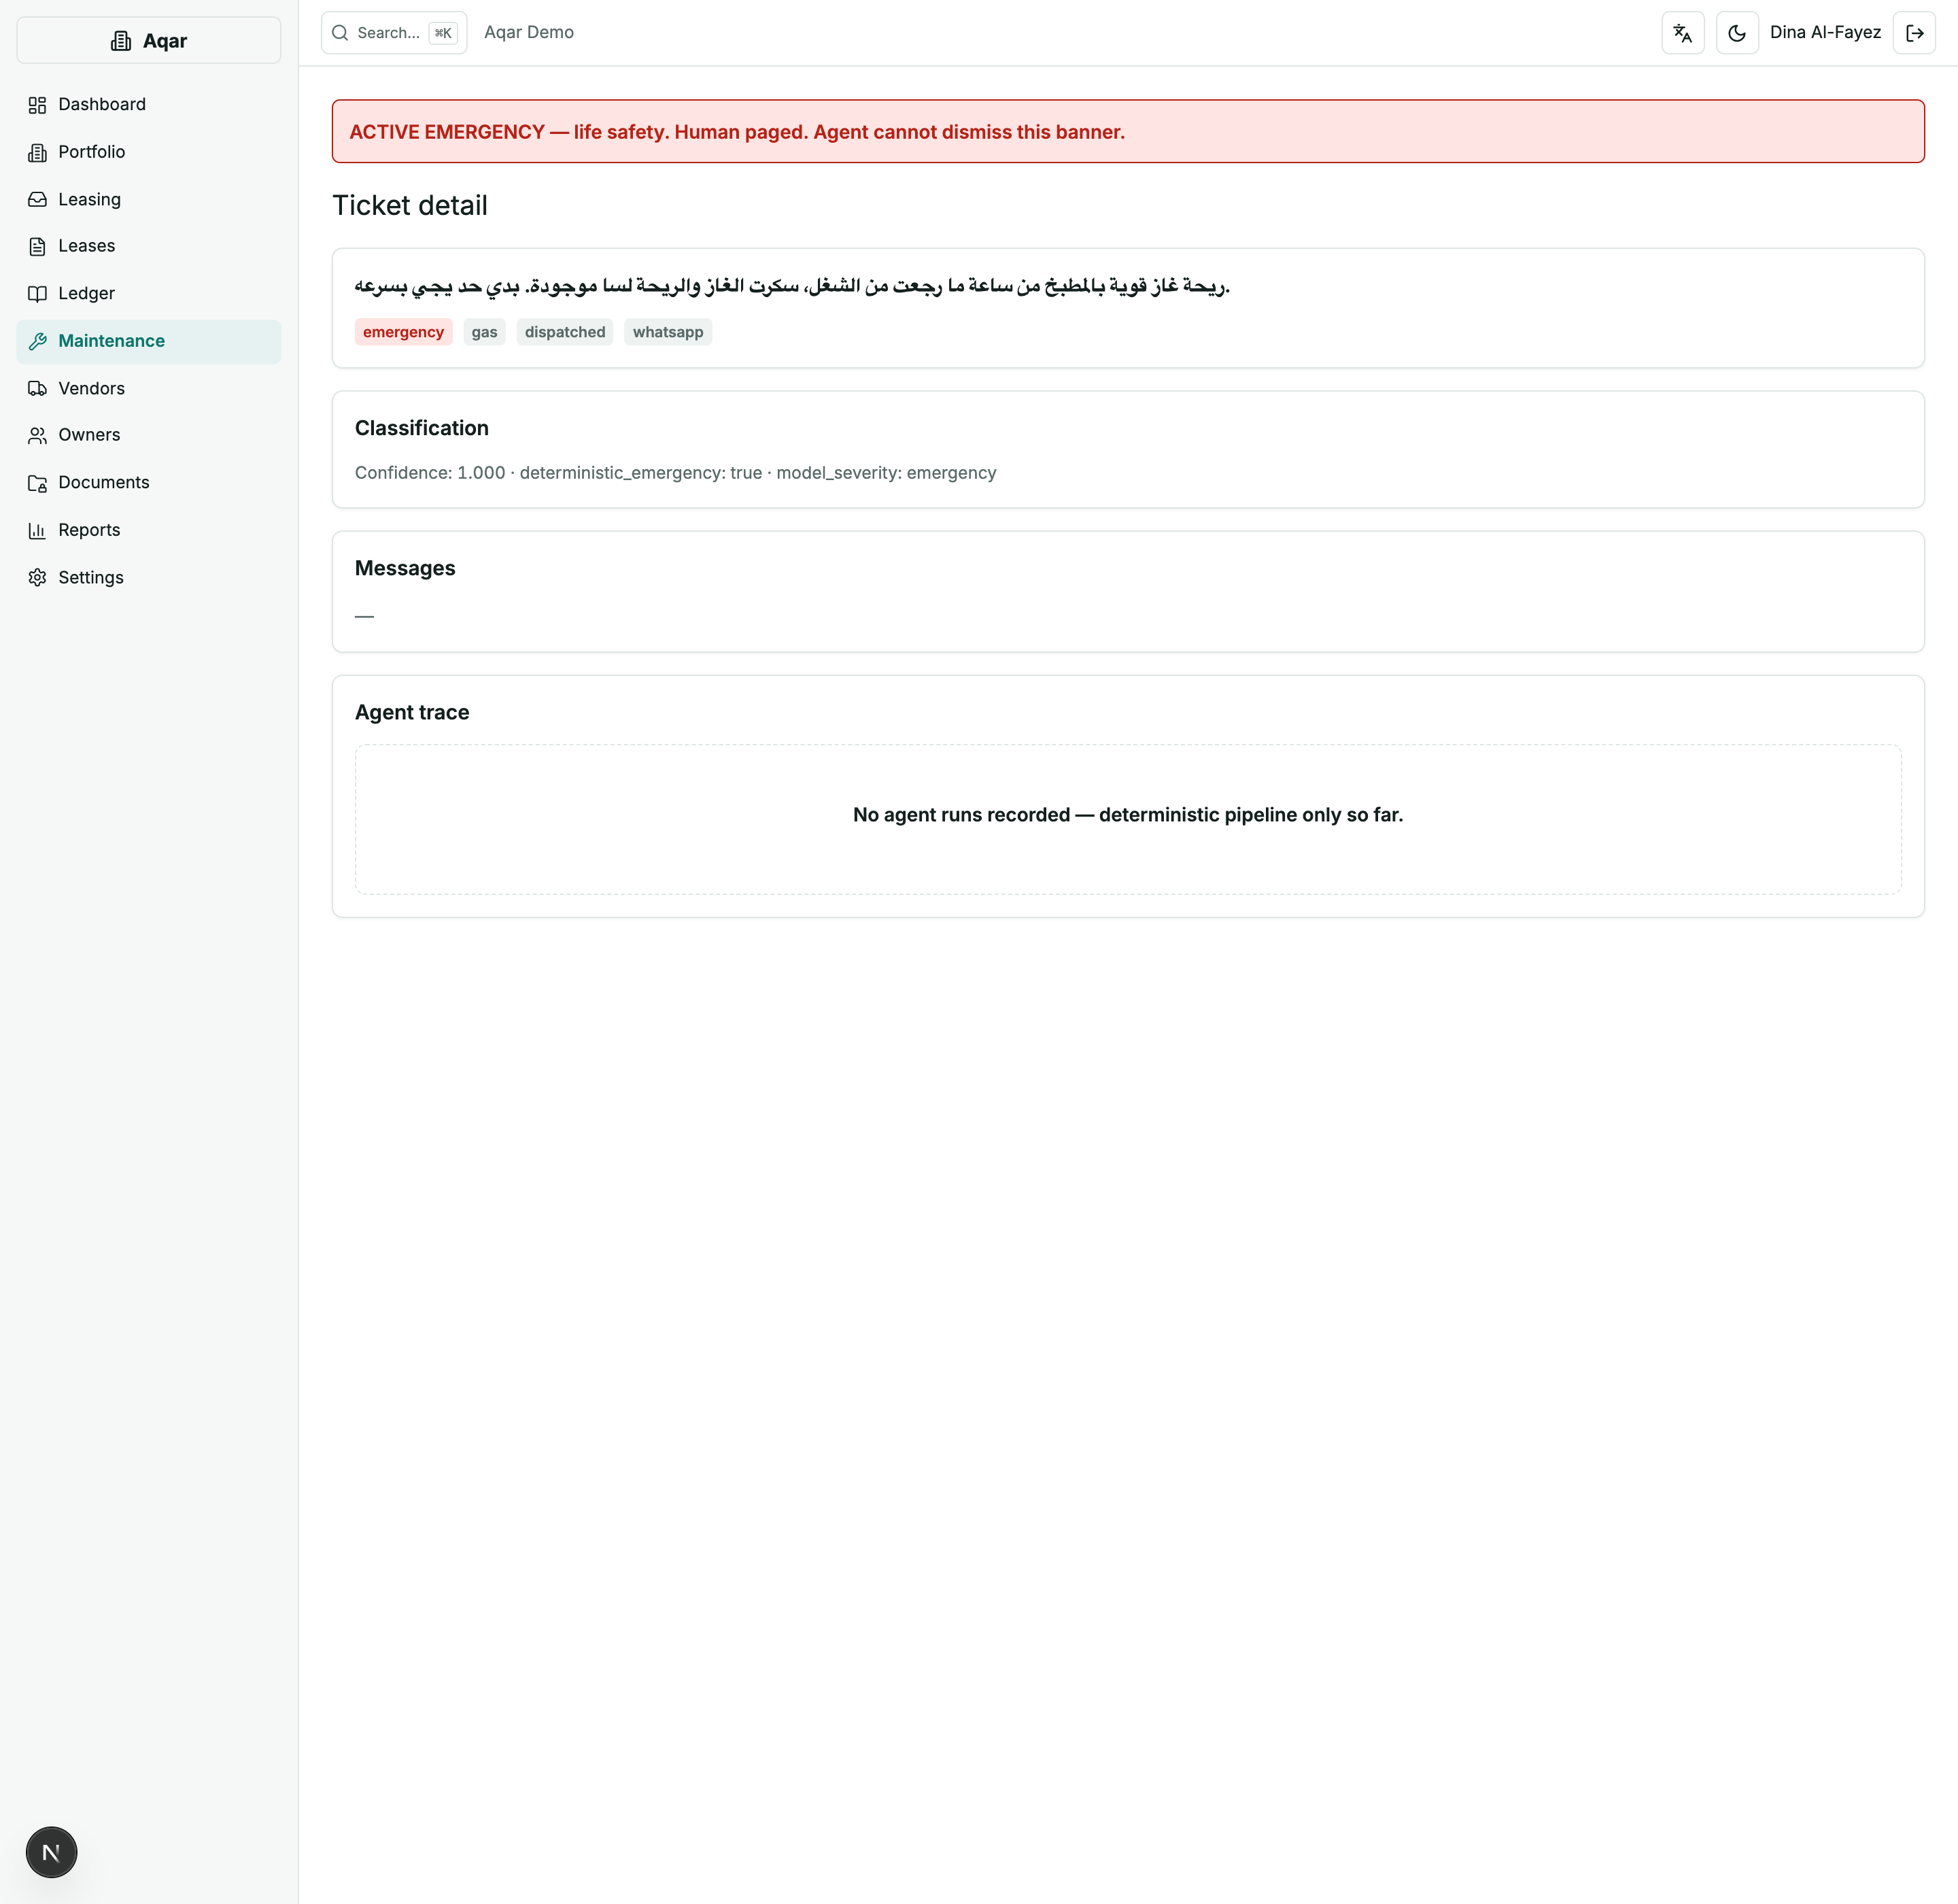 Aqar
Search... ⌘K
Aqar Demo
Dina Al-Fayez
Dashboard
Portfolio
Leasing
Leases
Ledger
Maintenance
Vendors
Owners
Documents
Reports
Settings
ACTIVE EMERGENCY — life safety. Human paged. Agent cannot dismiss this banner.
Ticket detail
ريحة غاز قوية بالمطبخ من ساعة ما رجعت من الشغل، سكرت الغاز والريحة لسا موجودة. بدي حد يجي بسرعه.
emergency gas dispatched whatsapp
Classification
Confidence: 1.000 · deterministic_emergency: true · model_severity: emergency
Messages
—
Agent trace
No agent runs recorded — deterministic pipeline only so far.
N